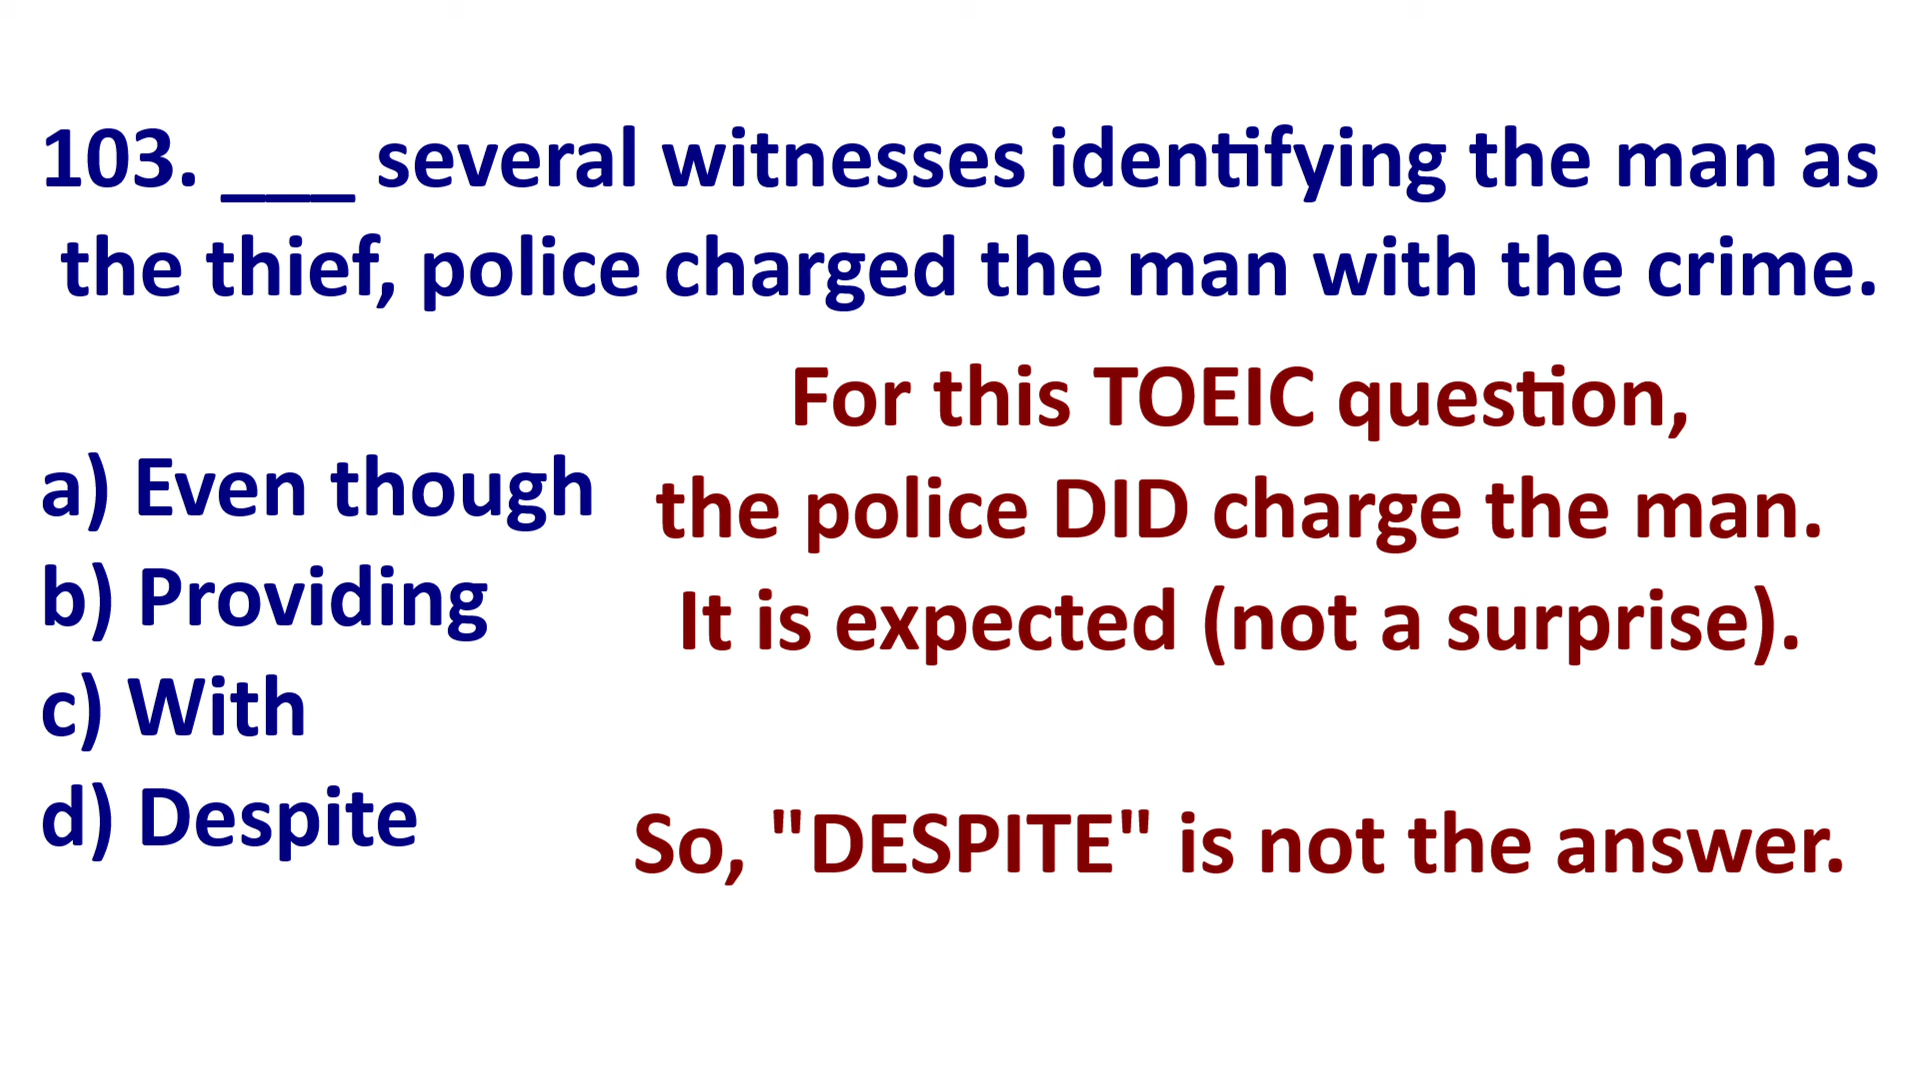 103. ___ several witnesses identifying the man as
the thief, police charged the man with the crime.
For this TOEIC question,
the police DID charge the man.
It is expected (not a surprise).
So, "DESPITE" is not the answer.
a) Even though
b) Providing
c) With
d) Despite